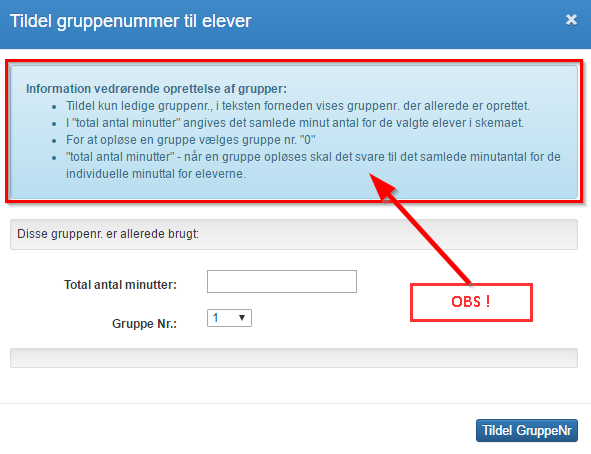 Tildel gruppenummer til elever
×
Information vedrørende oprettelse af grupper:
• Tildel kun ledige gruppenr., i teksten forneden vises gruppenr. der allerede er oprettet.
• I "total antal minutter" angives det samlede minut antal for de valgte elever i skemaet.
• For at opløse en gruppe vælges gruppe nr. "0"
• "total antal minutter" - når en gruppe opløses skal det svare til det samlede minutantal for de
individuelle minuttal for eleverne.
Disse gruppenr. er allerede brugt:
Total antal minutter:
OBS !
Gruppe Nr.: 1
Tildel GruppeNr